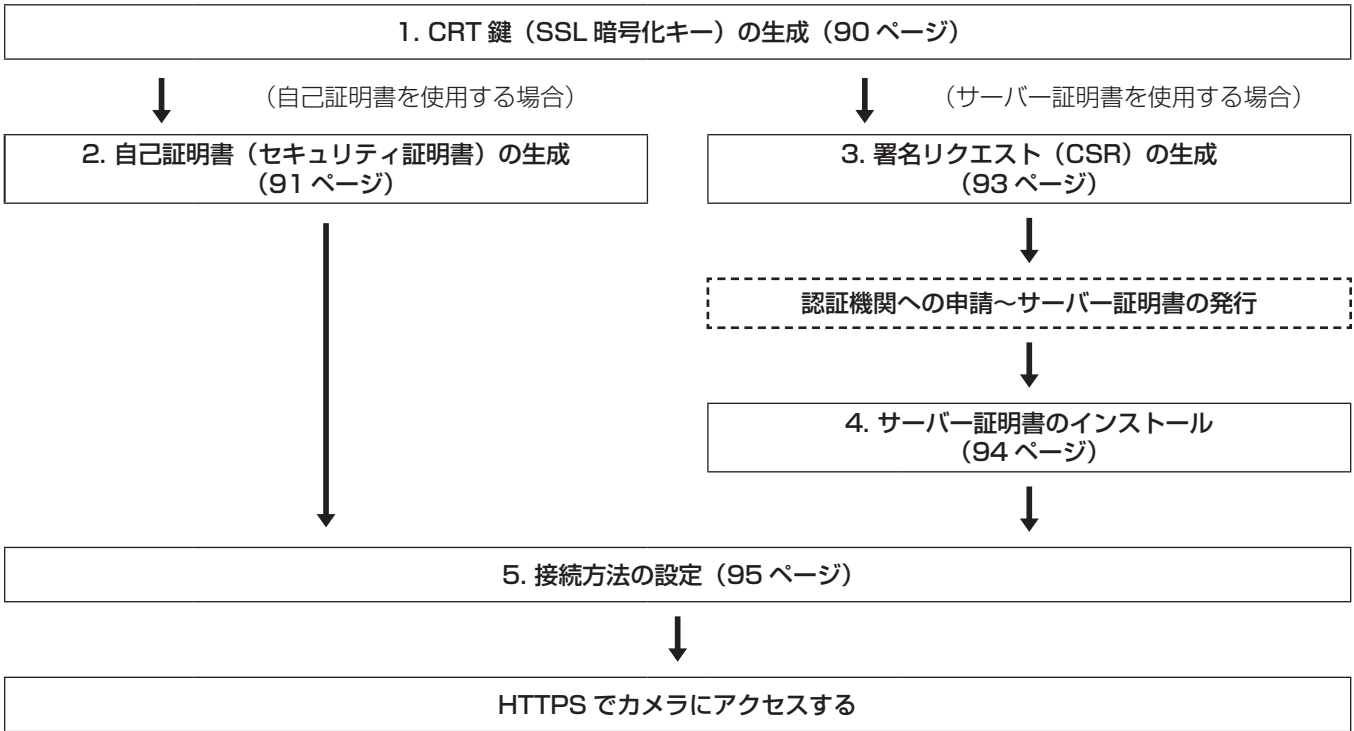 1. CRT 鍵（SSL 暗号化キー）の生成（90 ページ）
（自己証明書を使用する場合）
（サーバー証明書を使用する場合）
2. 自己証明書（セキュリティ証明書）の生成
（91 ページ）
3. 署名リクエスト（CSR）の生成
（93 ページ）
認証機関への申請～サーバー証明書の発行
4. サーバー証明書のインストール
（94 ページ）
5. 接続方法の設定（95 ページ）
HTTPS でカメラにアクセスする